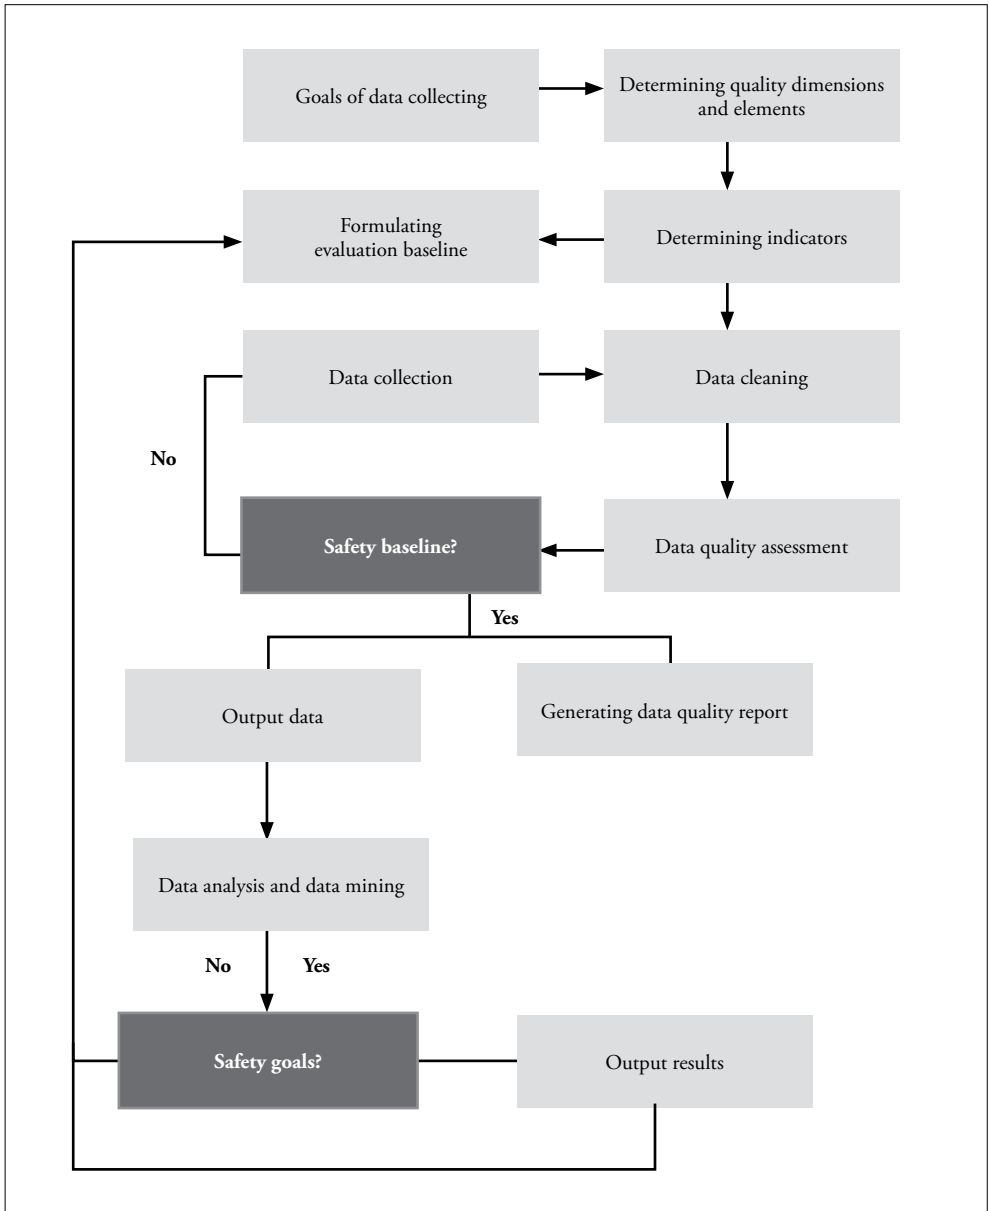 Goals of data collecting
Determining quality dimensions
and elements
Formulating
evaluation baseline
Determining indicators
Data collection
Data cleaning
No
Safety baseline?
Data quality assessment
Yes
Output data
Generating data quality report
Data analysis and data mining
No
Yes
Safety goals?
Output results